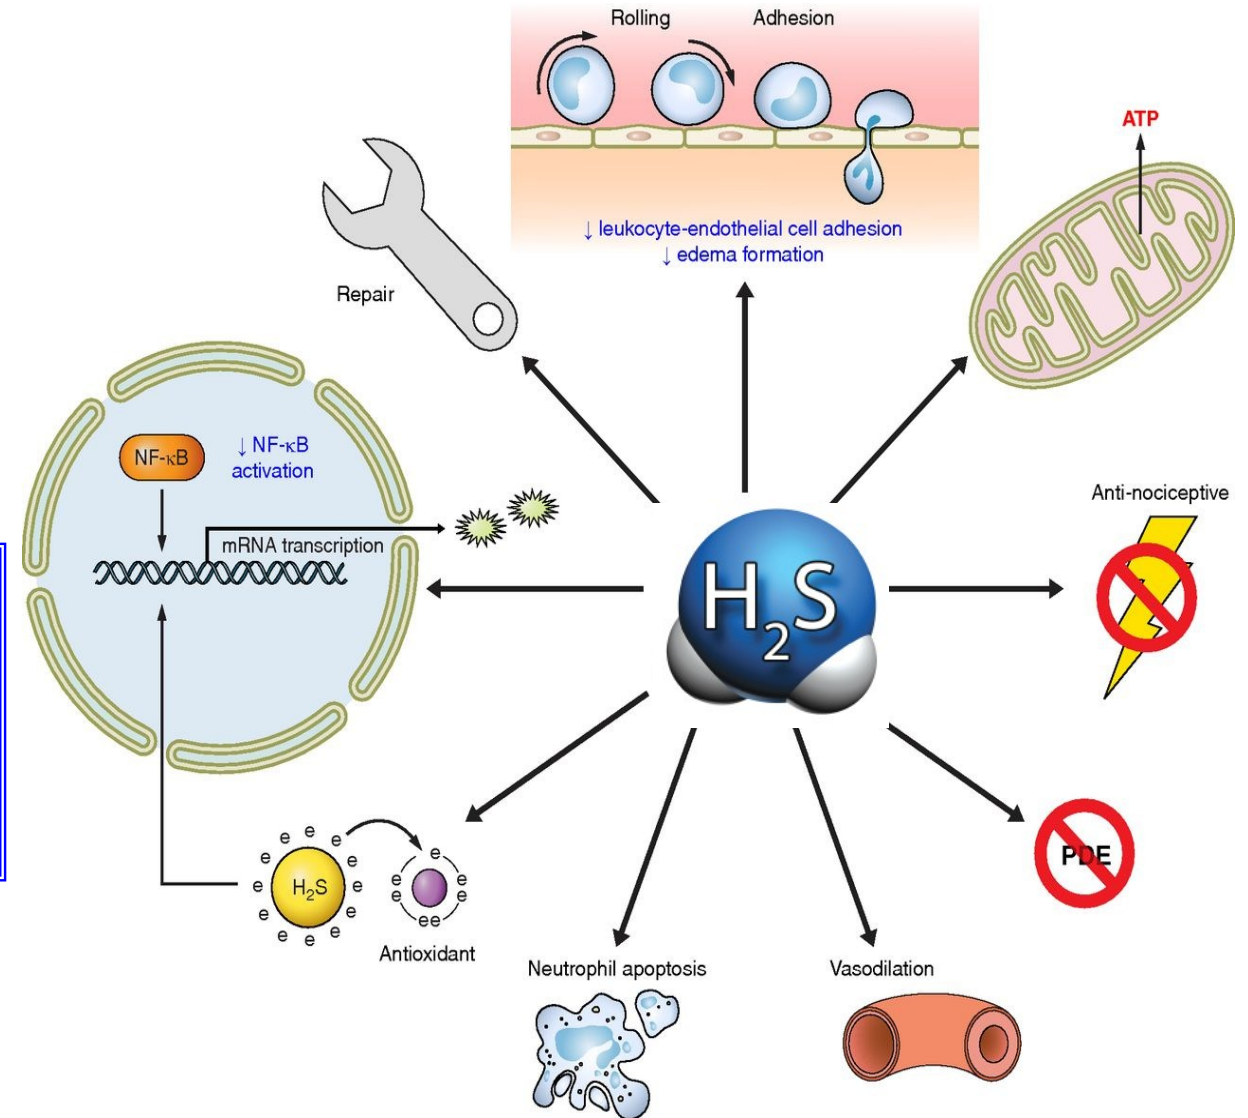 Rolling
Adhesion
ATP
↓ leukocyte-endothelial cell adhesion
↓ edema formation
Repair
NF-κB
↓ NF-κB
activation
mRNA transcription
Anti-nociceptive
H₂S
PDE
e e e e e e e e e e e e
H₂S
e e e e e e e
Antioxidant
Neutrophil apoptosis
Vasodilation